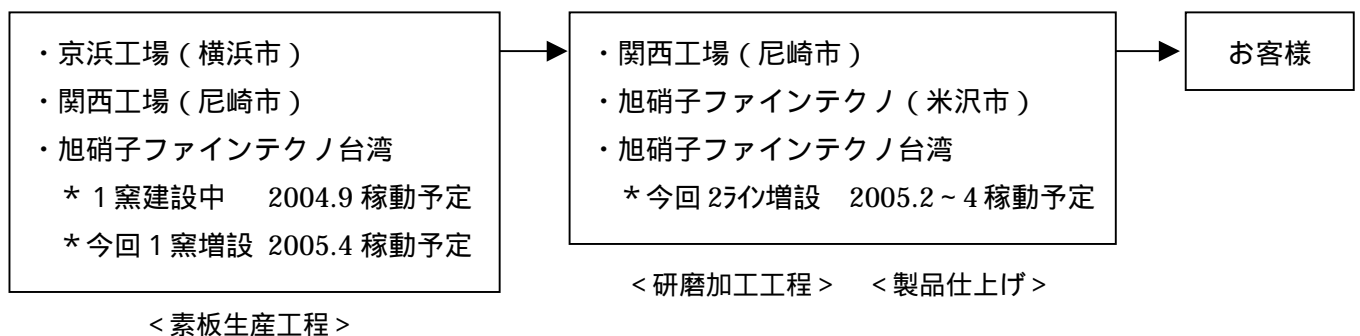 ・京浜工場（横浜市）
・関西工場（尼崎市）
・旭硝子ファインテクノ台湾
＊１窯建設中　2004.9 稼動予定
＊今回１窯増設 2005.4 稼動予定
＜素板生産工程＞
・関西工場（尼崎市）
・旭硝子ファインテクノ（米沢市）
・旭硝子ファインテクノ台湾
＊今回 2ﾗｲﾝ増設　2005.2～4 稼動予定
＜研磨加工工程＞　＜製品仕上げ＞
お客様